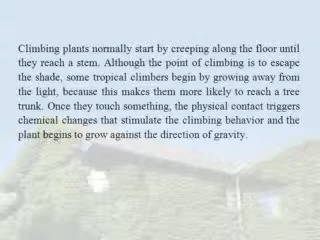 Climbing plants normally start by creeping along the floor until
they reach a stem. Although the point of climbing is to escape
the shade, some tropical climbers begin by growing away from
the light, because this makes them more likely to reach a tree
trunk. Once they touch something, the physical contact triggers
chemical changes that stimulate the climbing behavior and the
plant begins to grow against the direction of gravity.